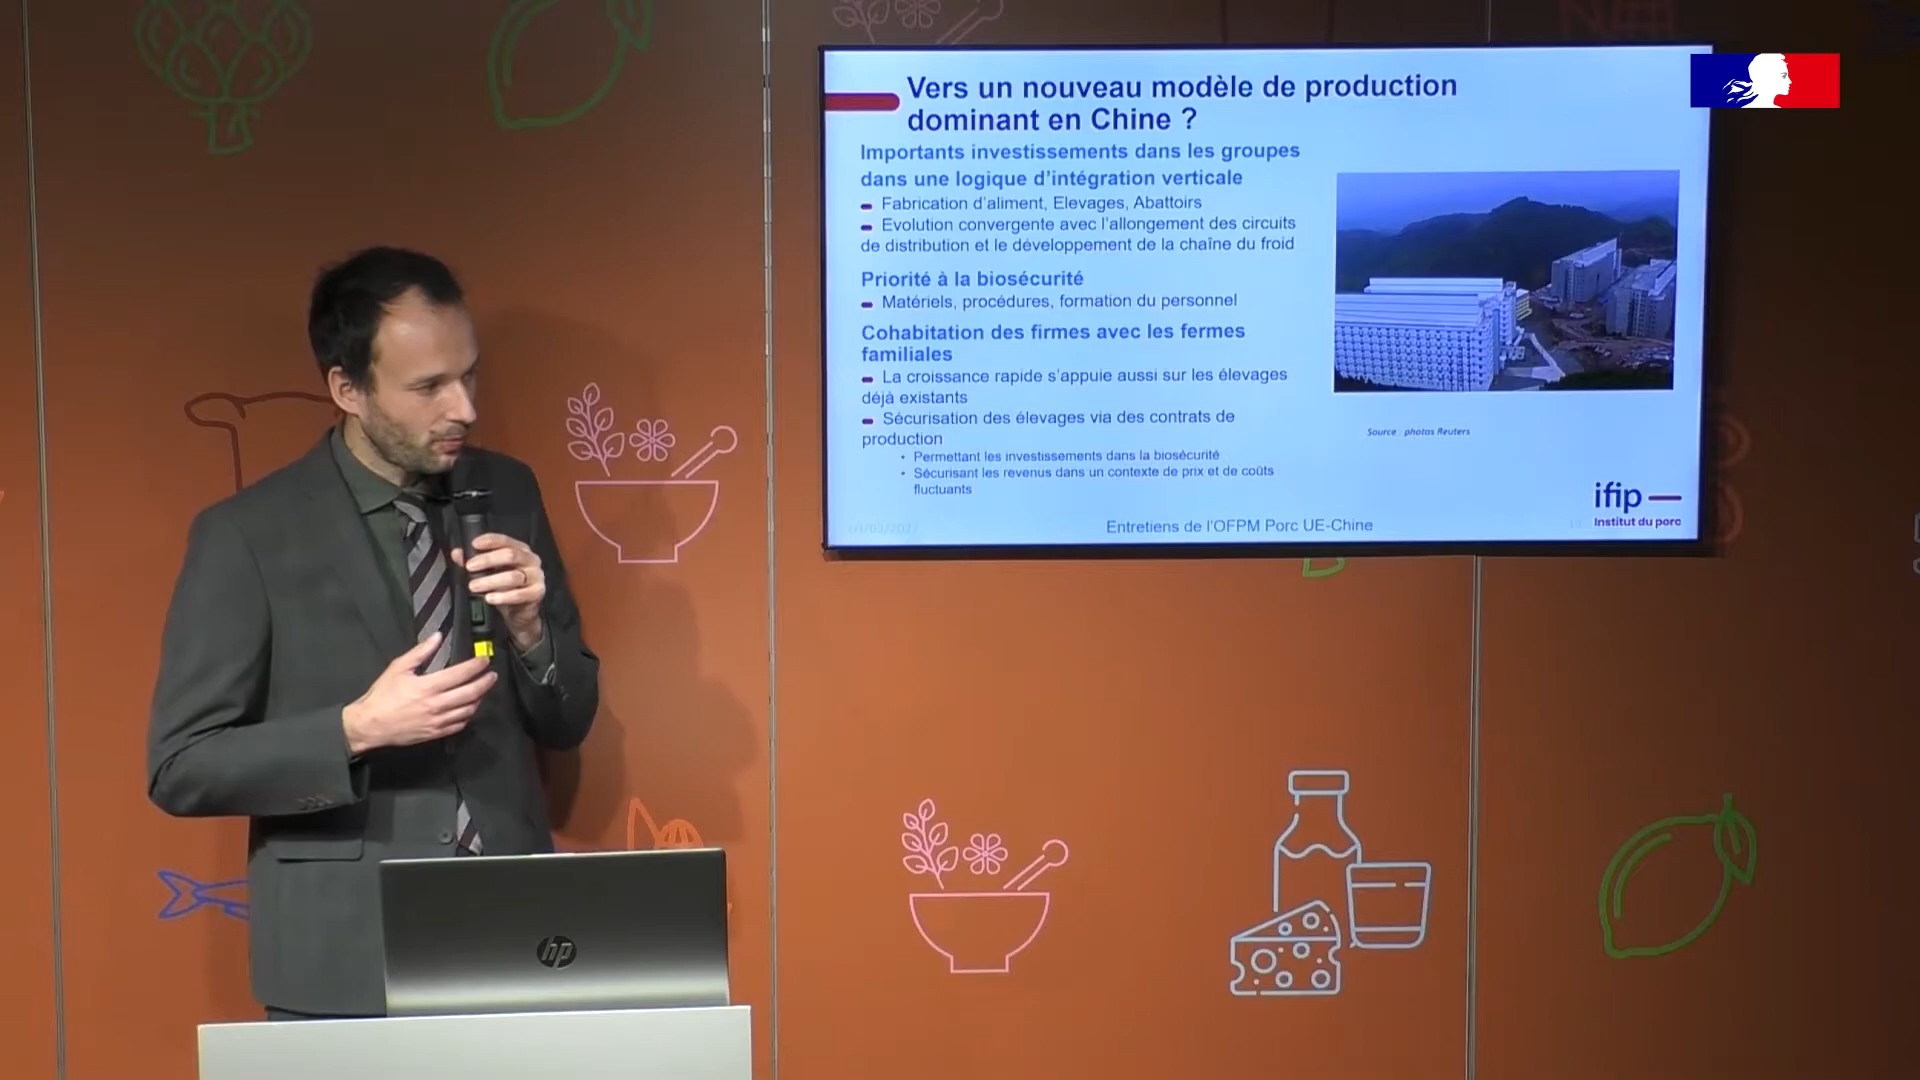 Vers un nouveau modèle de production
dominant en Chine ?
Importants investissements dans les groupes
dans une logique d'intégration verticale
Fabrication d'aliment, Elevages, Abattoirs
Evolution convergente avec l'allongement des circuits
de distribution et le développement de la chaîne du froid
Priorité à la biosécurité
Matériels, procédures, formation du personnel
Cohabitation des firmes avec les fermes
familiales
La croissance rapide s'appuie aussi sur les élevages
déjà existants
Sécurisation des élevages via des contrats de
production
• Permettant les investissements dans la biosécurité
• Sécurisant les revenus dans un contexte de prix et de coûts
fluctuants
Source : photos Reuters
ifip
Institut du porc
Entretiens de l'OFPM Porc UE-Chine
hp